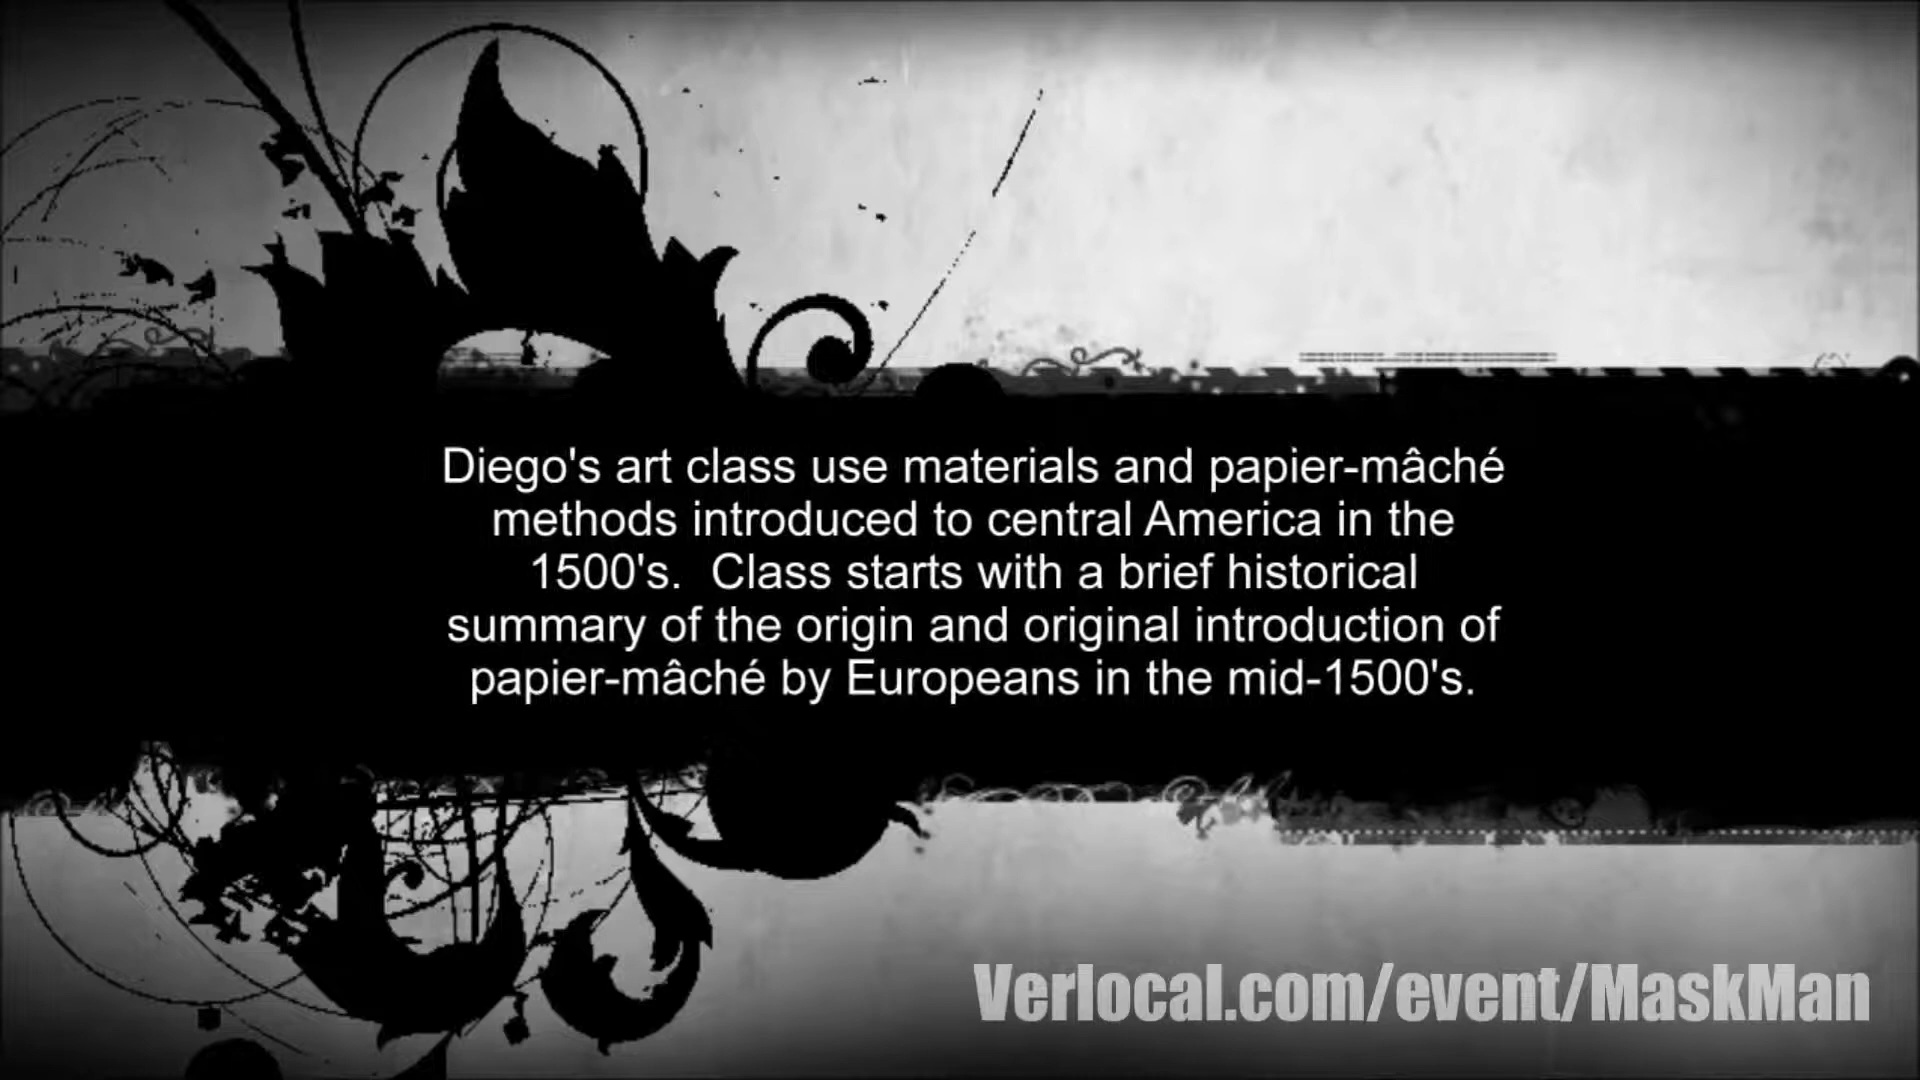 Diego's art class use materials and papier-mâché
methods introduced to central America in the
1500's.  Class starts with a brief historical
summary of the origin and original introduction of
papier-mâché by Europeans in the mid-1500's.
Verlocal.com/event/MaskMan